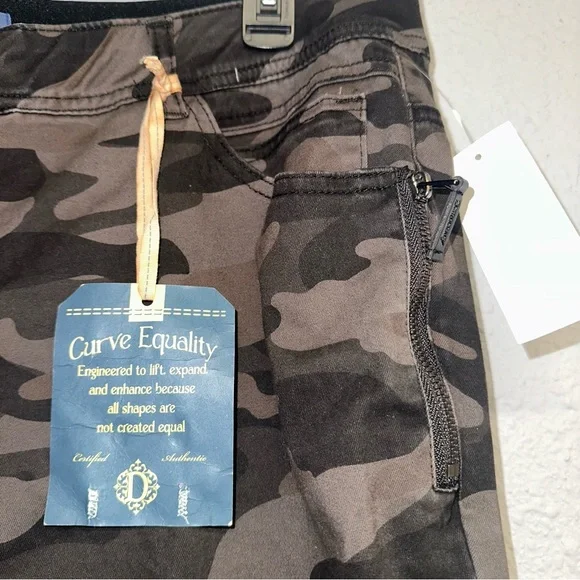 Curve Equality
Engineered to lift, expand,
and enhance because
all shapes are
not created equal
Certified Authentic
D